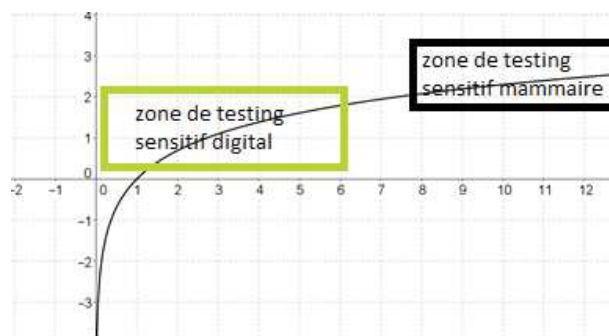 4
zone de testing
sensitif mammaire
3
2
zone de testing
sensitif digital
1
0
-2 -1 0 1 2 3 4 5 6 7 8 9 10 11 12
-1
-2
-3